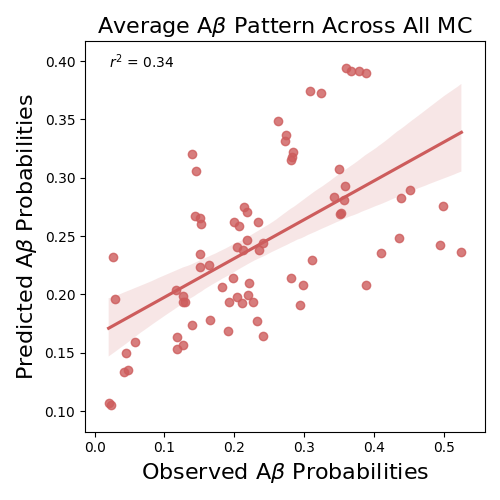 Average Aβ Pattern Across All MC
r² = 0.34
Predicted Aβ Probabilities
0.40
0.35
0.30
0.25
0.20
0.15
0.10
0.0 0.1 0.2 0.3 0.4 0.5
Observed Aβ Probabilities